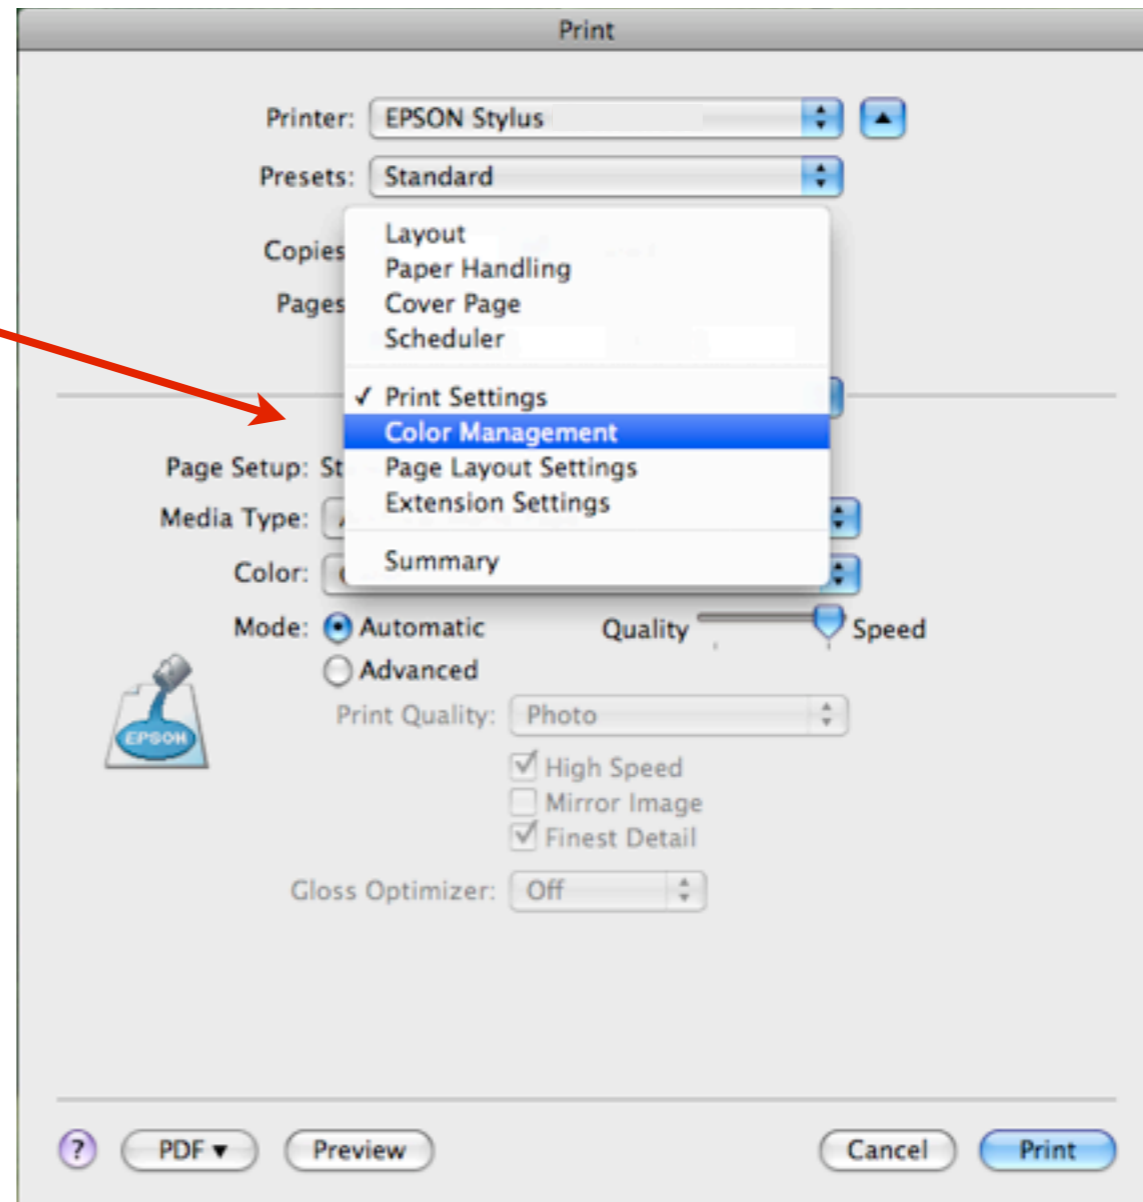 Print
Printer: EPSON Stylus
Presets: Standard
Copies
Pages
Layout
Paper Handling
Cover Page
Scheduler
✓ Print Settings
Color Management
Page Layout Settings
Extension Settings
Summary
Page Setup: St
Media Type:
Color:
Mode: Automatic Quality Speed
Advanced
EPSON
Print Quality: Photo
High Speed
Mirror Image
Finest Detail
Gloss Optimizer: Off
? PDF ▼ Preview Cancel Print